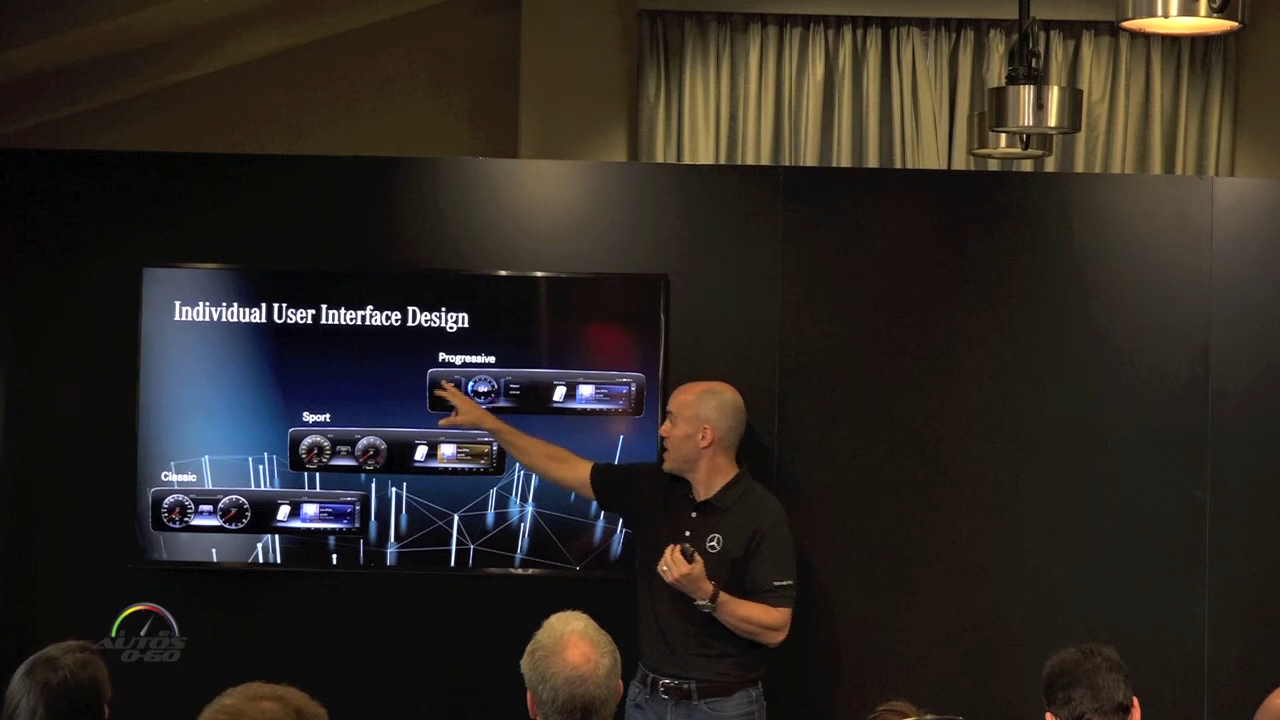 Individual User Interface Design
Progressive
Sport
Classic
AUTOS
0-60